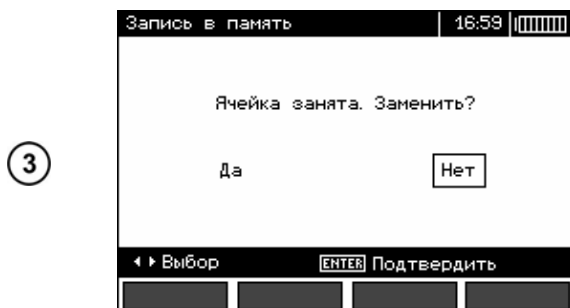 Запись в память 16:59
Ячейка занята. Заменить?
3
Да Нет
Выбор ENTER Подтвердить